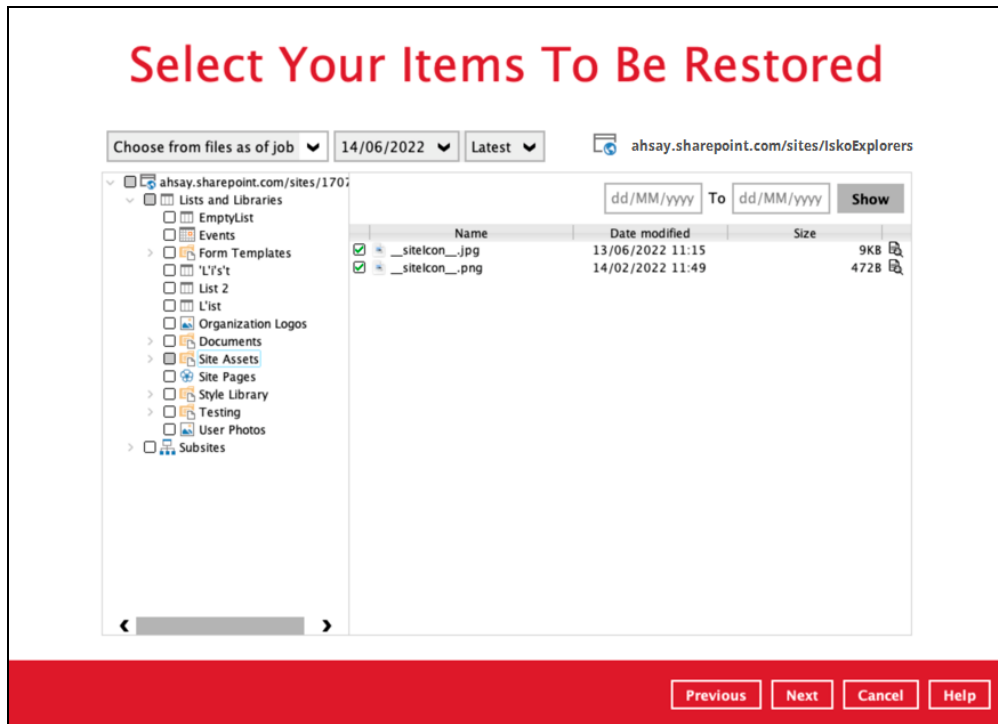 Select Your Items To Be Restored
Choose from files as of job 14/06/2022 Latest ahsay.sharepoint.com/sites/IskoExplorers
ahsay.sharepoint.com/sites/1707
Lists and Libraries
EmptyList
Events
Form Templates
'L'i's't
List 2
L'ist
Organization Logos
Documents
Site Assets
Site Pages
Style Library
Testing
User Photos
Subsites
dd/MM/yyyy To dd/MM/yyyy Show
Name Date modified Size
__siteIcon__.jpg 13/06/2022 11:15 9KB
__siteIcon__.png 14/02/2022 11:49 472B
Previous Next Cancel Help